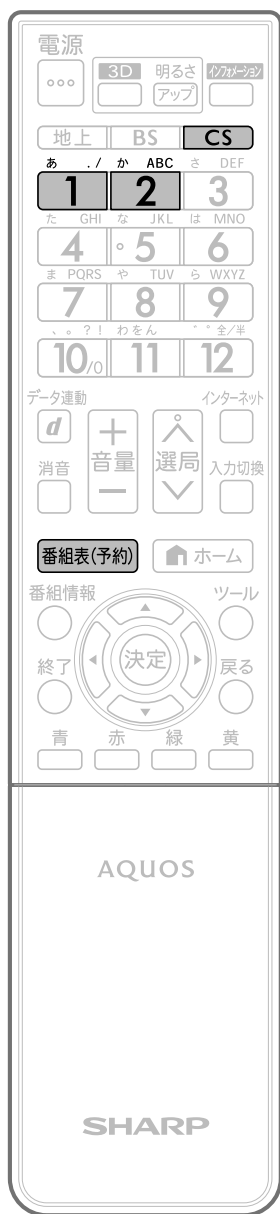 電源
3D 明るさ インフォメーション
アップ
地上 BS CS
あ ./ か ABC さ DEF
1 2 3
た GHI な JKL は MNO
4 5 6
ま PQRS や TUV ら WXYZ
7 8 9
、。?! わをん ゛゜全/半
10/0 11 12
データ連動 インターネット
d + 音量 − 選局
消音 入力切換
番組表(予約) ホーム
番組情報 ツール
決定
終了 戻る
青 赤 緑 黄
AQUOS
SHARP